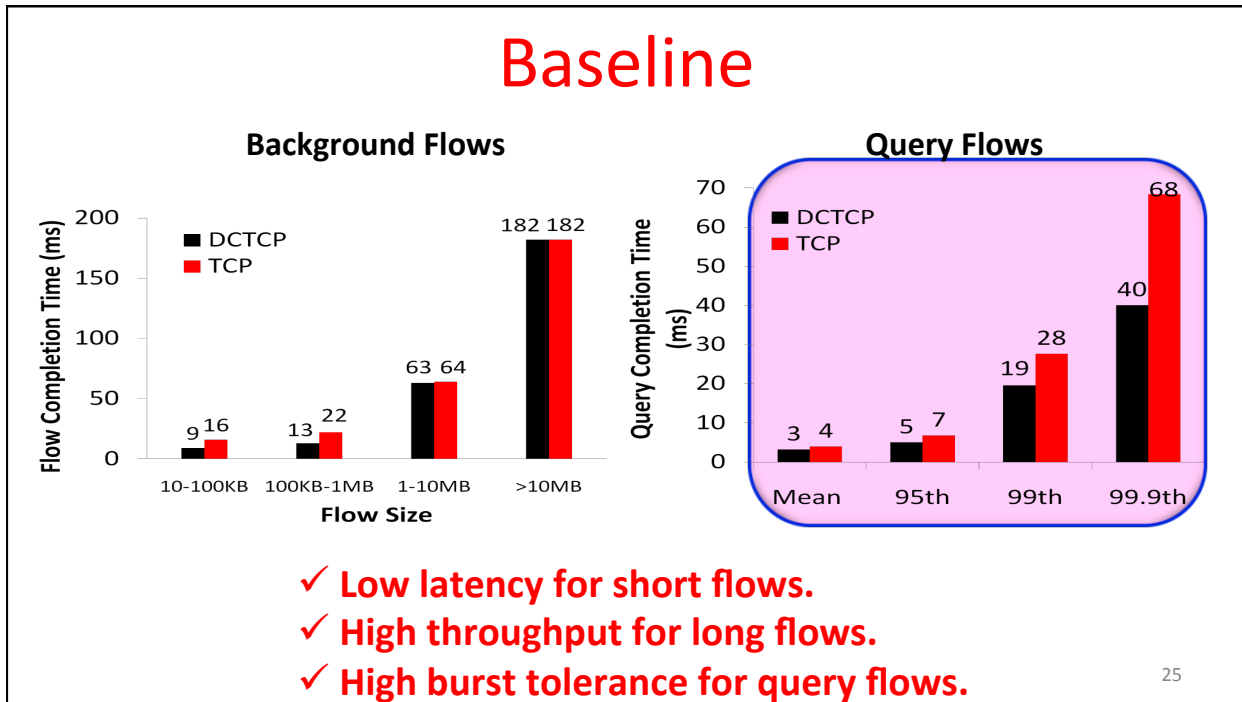 Baseline
Background Flows
Flow Completion Time (ms)
200
150
100
50
0
DCTCP
TCP
9 16
13 22
63 64
182 182
10-100KB 100KB-1MB 1-10MB >10MB
Flow Size
Query Flows
Query Completion Time
(ms)
70
60
50
40
30
20
10
0
DCTCP
TCP
3 4
5 7
19 28
40 68
Mean 95th 99th 99.9th
✓ Low latency for short flows.
✓ High throughput for long flows.
✓ High burst tolerance for query flows.
25